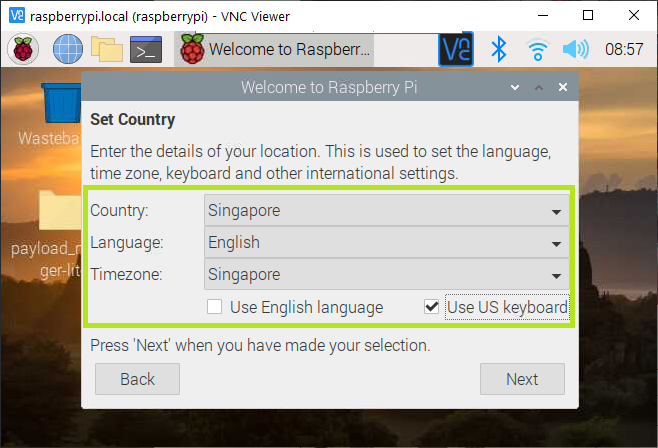 raspberrypi.local (raspberrypi) - VNC Viewer
Welcome to Raspberr... 08:57
Welcome to Raspberry Pi
Set Country
Enter the details of your location. This is used to set the language,
time zone, keyboard and other international settings.
Country: Singapore
Language: English
Timezone: Singapore
Use English language Use US keyboard
Press 'Next' when you have made your selection.
Back Next
Wasteba
payload_m
ger-lite